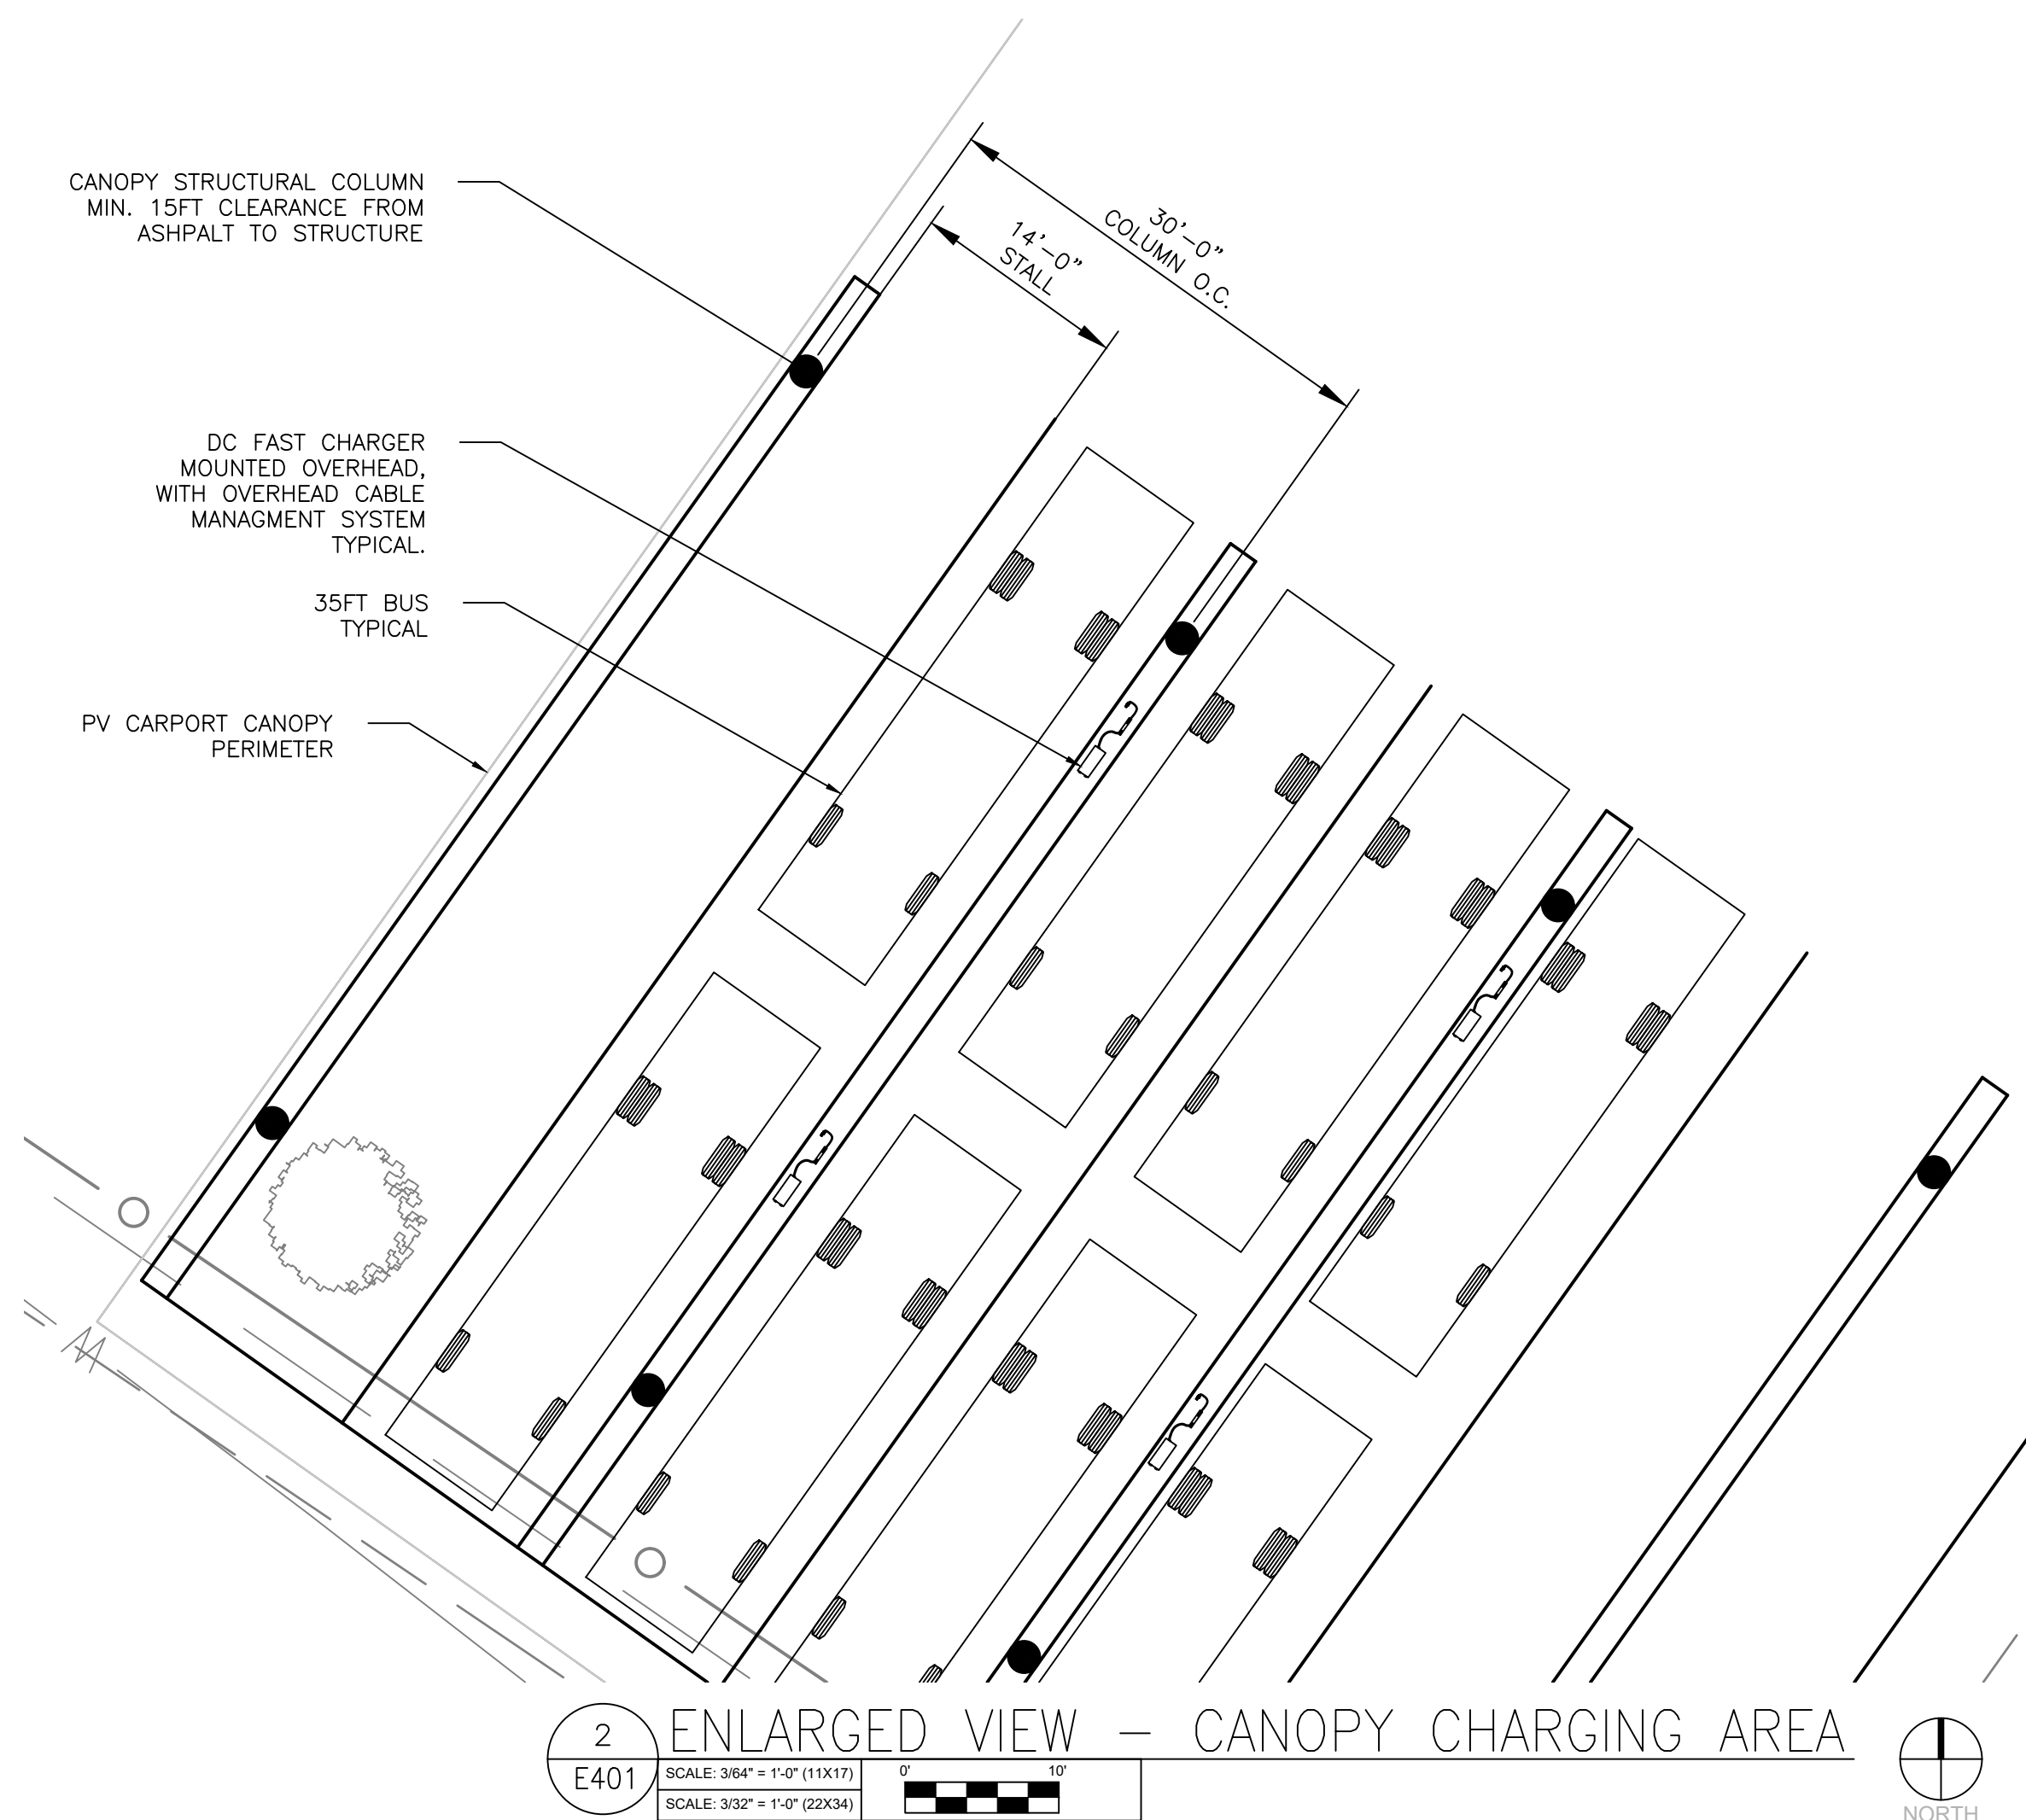 CANOPY STRUCTURAL COLUMN
MIN. 15FT CLEARANCE FROM
ASHPALT TO STRUCTURE
30'-0"
COLUMN O.C.
14'-0"
STALL
DC FAST CHARGER
MOUNTED OVERHEAD,
WITH OVERHEAD CABLE
MANAGMENT SYSTEM
TYPICAL.
35FT BUS
TYPICAL
PV CARPORT CANOPY
PERIMETER
2
E401
ENLARGED VIEW – CANOPY CHARGING AREA
SCALE: 3/64" = 1'-0" (11X17)
SCALE: 3/32" = 1'-0" (22X34)
0' 10'
NORTH